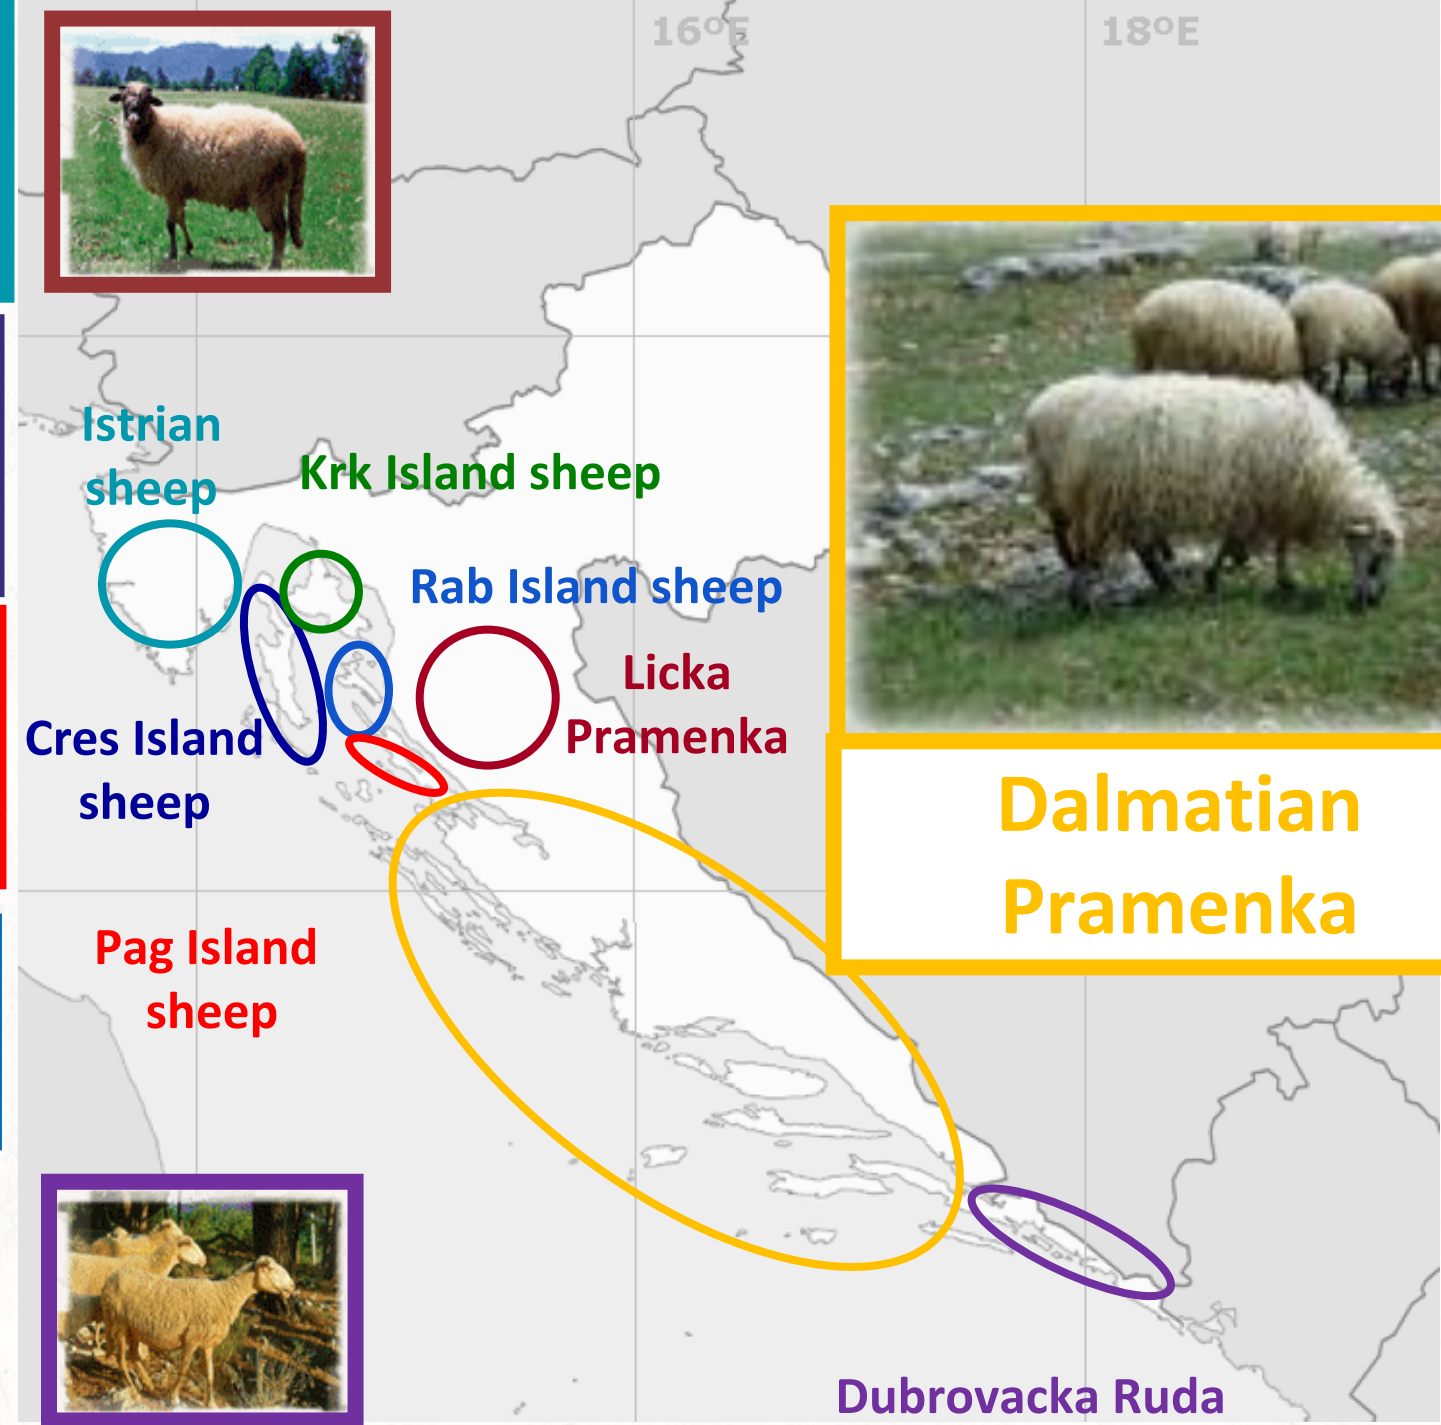 16°E
18°E
Istrian
sheep
Krk Island sheep
Rab Island sheep
Licka
Pramenka
Cres Island
sheep
Dalmatian
Pramenka
Pag Island
sheep
Dubrovacka Ruda